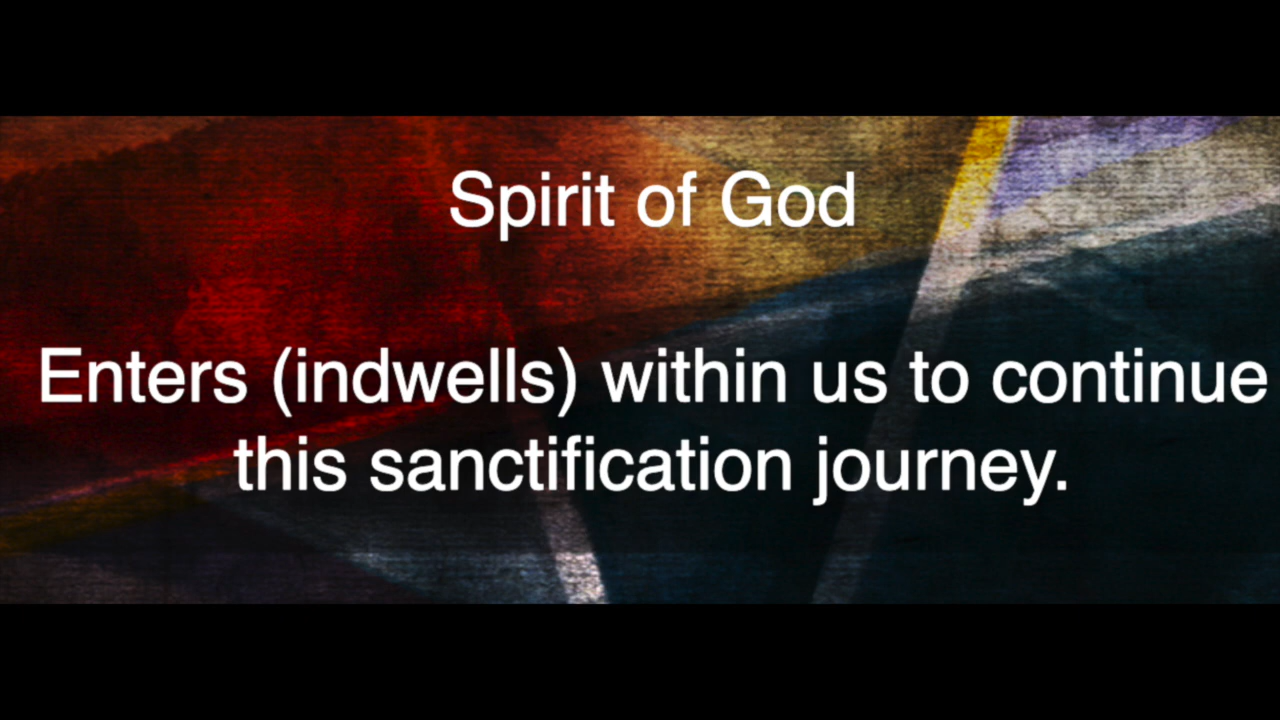 Spirit of God
Enters (indwells) within us to continue
this sanctification journey.